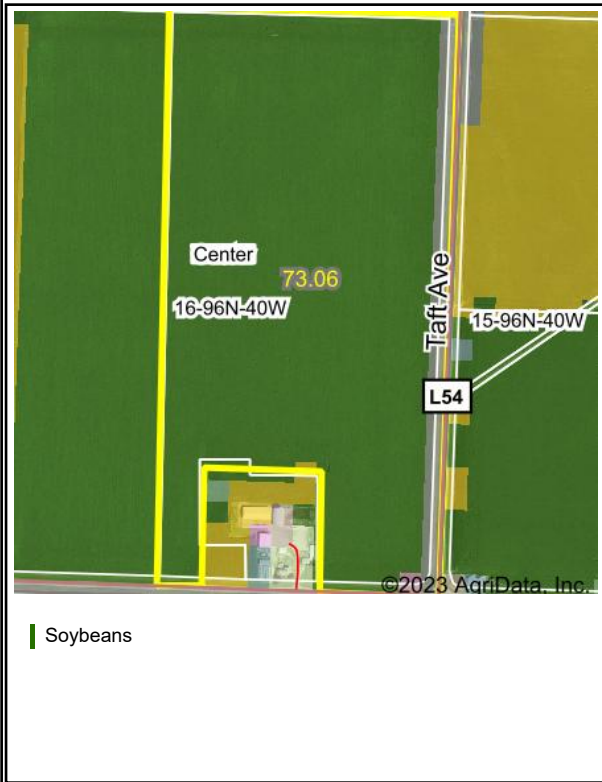 Center
73.06
16-96N-40W
Taft Ave
15-96N-40W
L54
©2023 AgriData, Inc.
Soybeans